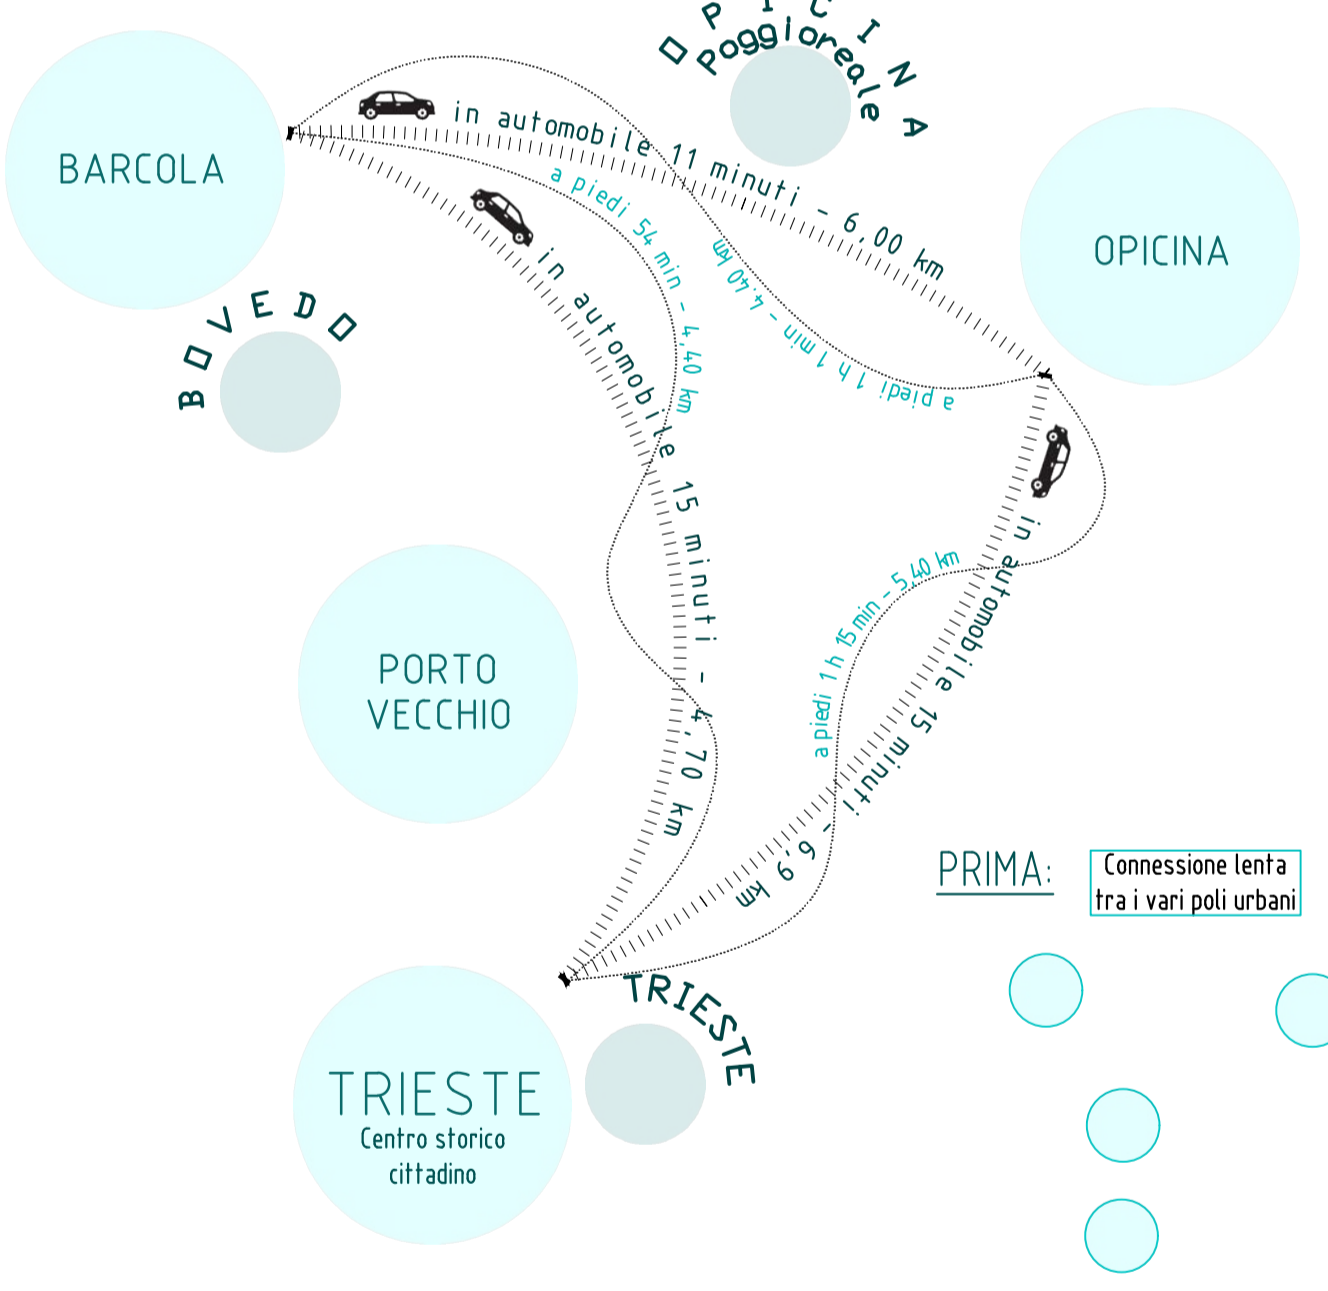 OPICINA
Poggioreale
BARCOLA
in automobile 11 minuti - 6,00 km
OPICINA
a piedi 54 min - 4,40 km
a piedi 1 h 1 min - 4,40 km
in automobile 15 minuti - 4,70 km
BOVEDO
in automobile 15 minuti - 6,9 km
a piedi 1 h 15 min - 5,40 km
PORTO
VECCHIO
PRIMA:
Connessione lenta
tra i vari poli urbani
TRIESTE
TRIESTE
Centro storico
cittadino